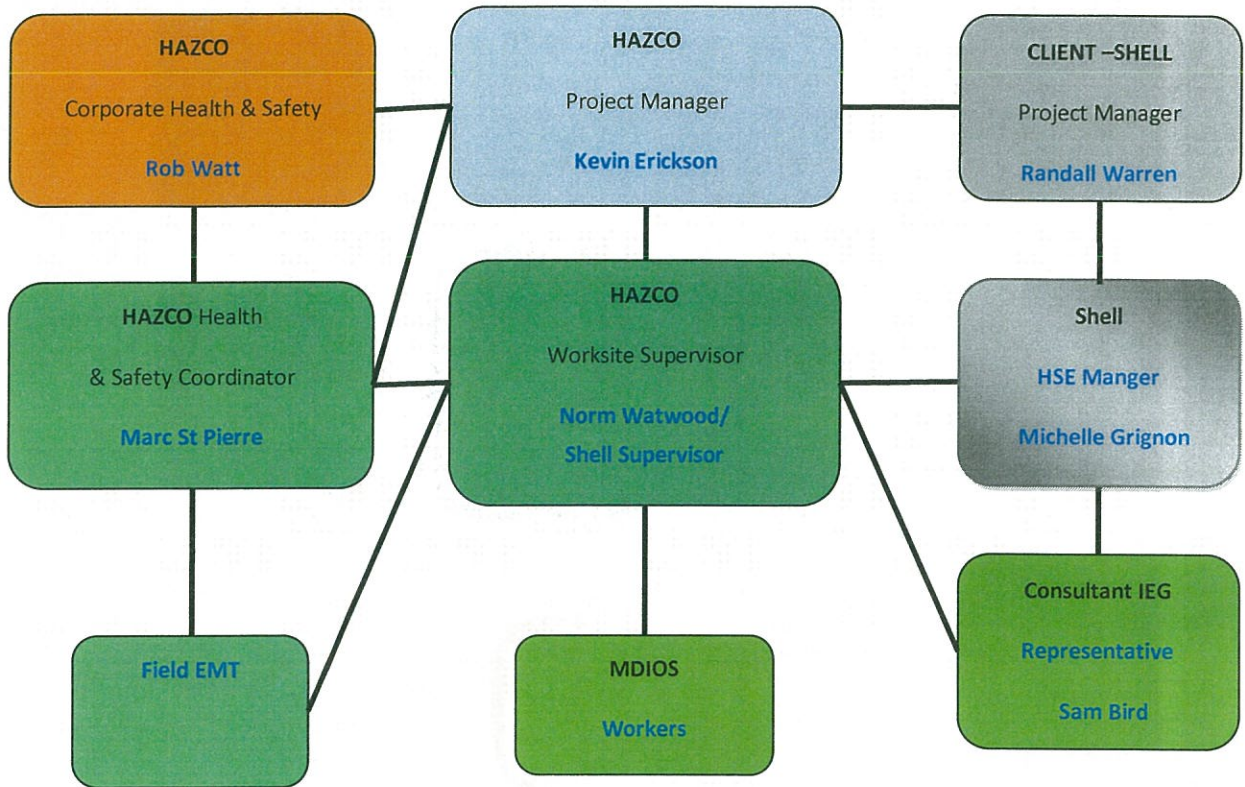 HAZCO
Corporate Health & Safety
Rob Watt
HAZCO
Project Manager
Kevin Erickson
CLIENT –SHELL
Project Manager
Randall Warren
HAZCO Health
& Safety Coordinator
Marc St Pierre
HAZCO
Worksite Supervisor
Norm Watwood/
Shell Supervisor
Shell
HSE Manger
Michelle Grignon
Field EMT
MDIOS
Workers
Consultant IEG
Representative
Sam Bird